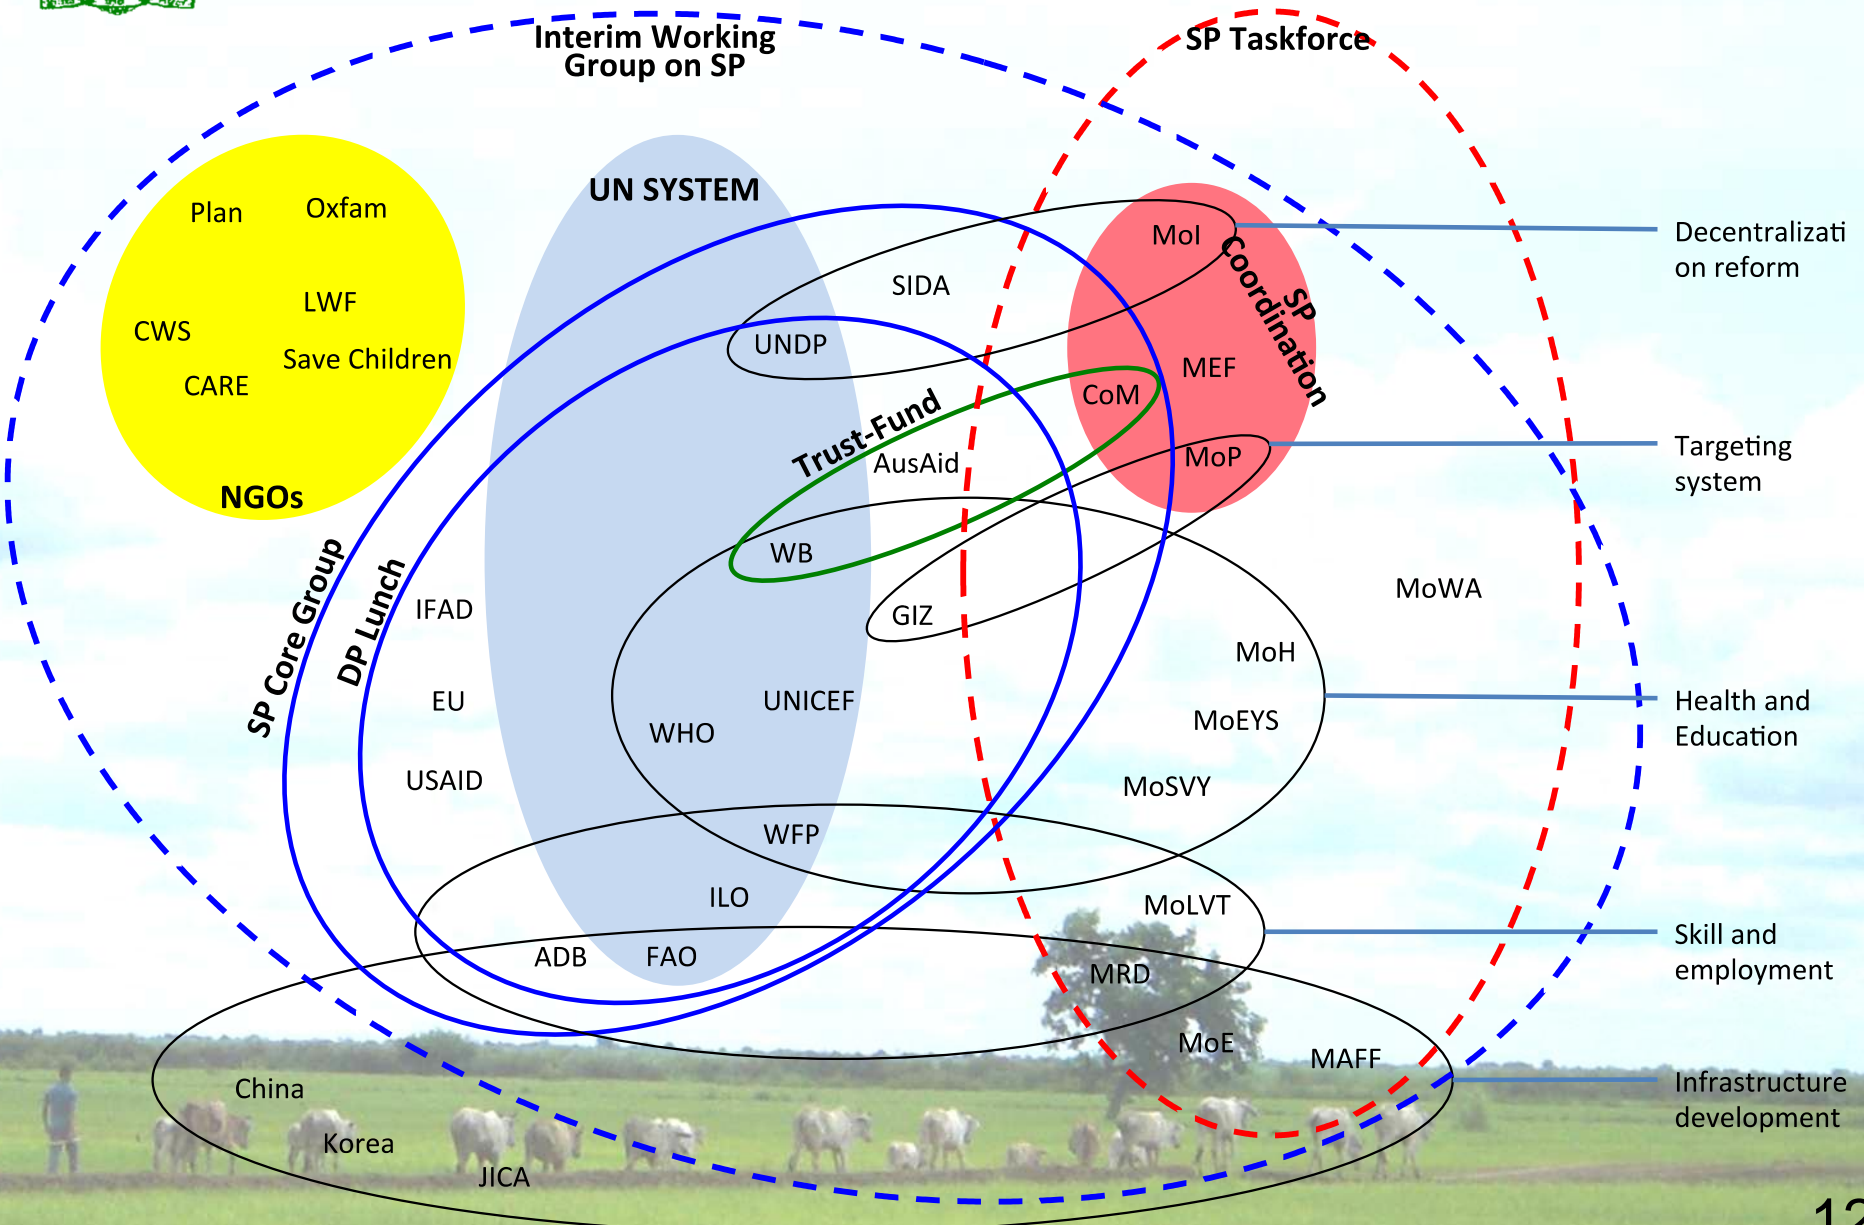 Interim Working
Group on SP
SP Taskforce
UN SYSTEM
Plan
Oxfam
LWF
CWS
Save Children
CARE
NGOs
MoI
SIDA
UNDP
SP
Coordination
MEF
CoM
Trust-Fund
AusAid
MoP
WB
GIZ
SP Core Group
DP Lunch
IFAD
EU
USAID
UNICEF
WHO
WFP
ILO
ADB
FAO
MoWA
MoH
MoEYS
MoSVY
MoLVT
MRD
MoE
MAFF
China
Korea
JICA
Decentralizati
on reform
Targeting
system
Health and
Education
Skill and
employment
Infrastructure
development
12